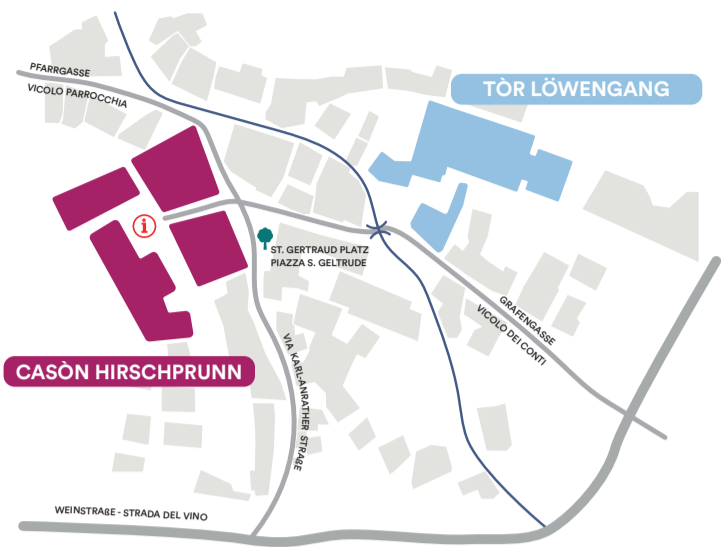 PFARRGASSE
VICOLO PARROCCHIA
TÒR LÖWENGANG
i
ST. GERTRAUD PLATZ
PIAZZA S. GELTRUDE
GRAFENGASSE
VICOLO DEI CONTI
VIA KARL-ANRATHER STRAßE
CASÒN HIRSCHPRUNN
WEINSTRAßE - STRADA DEL VINO